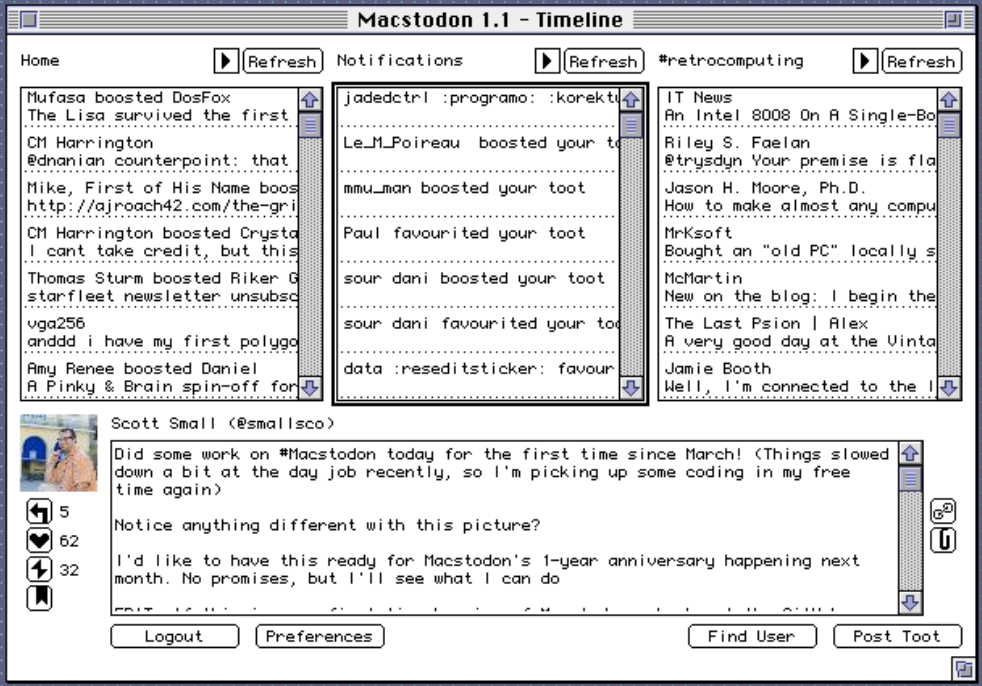 Macstodon 1.1 - Timeline
Home
Refresh
Notifications
Refresh
#retrocomputing
Refresh
Mufasa boosted DosFox
The Lisa survived the first
CM Harrington
@dnanian counterpoint: that
Mike, First of His Name boos
http://ajroach42.com/the-gri
CM Harrington boosted Crysta
I cant take credit, but this
Thomas Sturm boosted Riker G
starfleet newsletter unsubsc
vga256
anddd i have my first polygo
Amy Renee boosted Daniel
A Pinky & Brain spin-off for
jadedctrl :programo: :korektu
Le_M_Poireau boosted your to
mmu_man boosted your toot
Paul favourited your toot
sour dani boosted your toot
sour dani favourited your too
data :reseditsticker: favour
IT News
An Intel 8008 On A Single-Bo
Riley S. Faelan
@trysdyn Your premise is fla
Jason H. Moore, Ph.D.
How to make almost any compu
MrKsoft
Bought an "old PC" locally s
McMartin
New on the blog: I begin the
The Last Psion | Alex
A very good day at the Vinta
Jamie Booth
Well, I'm connected to the I
Scott Small (@smallsco)
Did some work on #Macstodon today for the first time since March! (Things slowed
down a bit at the day job recently, so I'm picking up some coding in my free
time again)
Notice anything different with this picture?
I'd like to have this ready for Macstodon's 1-year anniversary happening next
month. No promises, but I'll see what I can do
5
62
32
Logout
Preferences
Find User
Post Toot